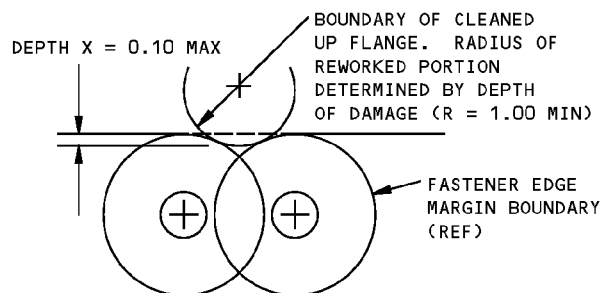 BOUNDARY OF CLEANED
UP FLANGE. RADIUS OF
REWORKED PORTION
DETERMINED BY DEPTH
OF DAMAGE (R = 1.00 MIN)
DEPTH X = 0.10 MAX
FASTENER EDGE
MARGIN BOUNDARY
(REF)